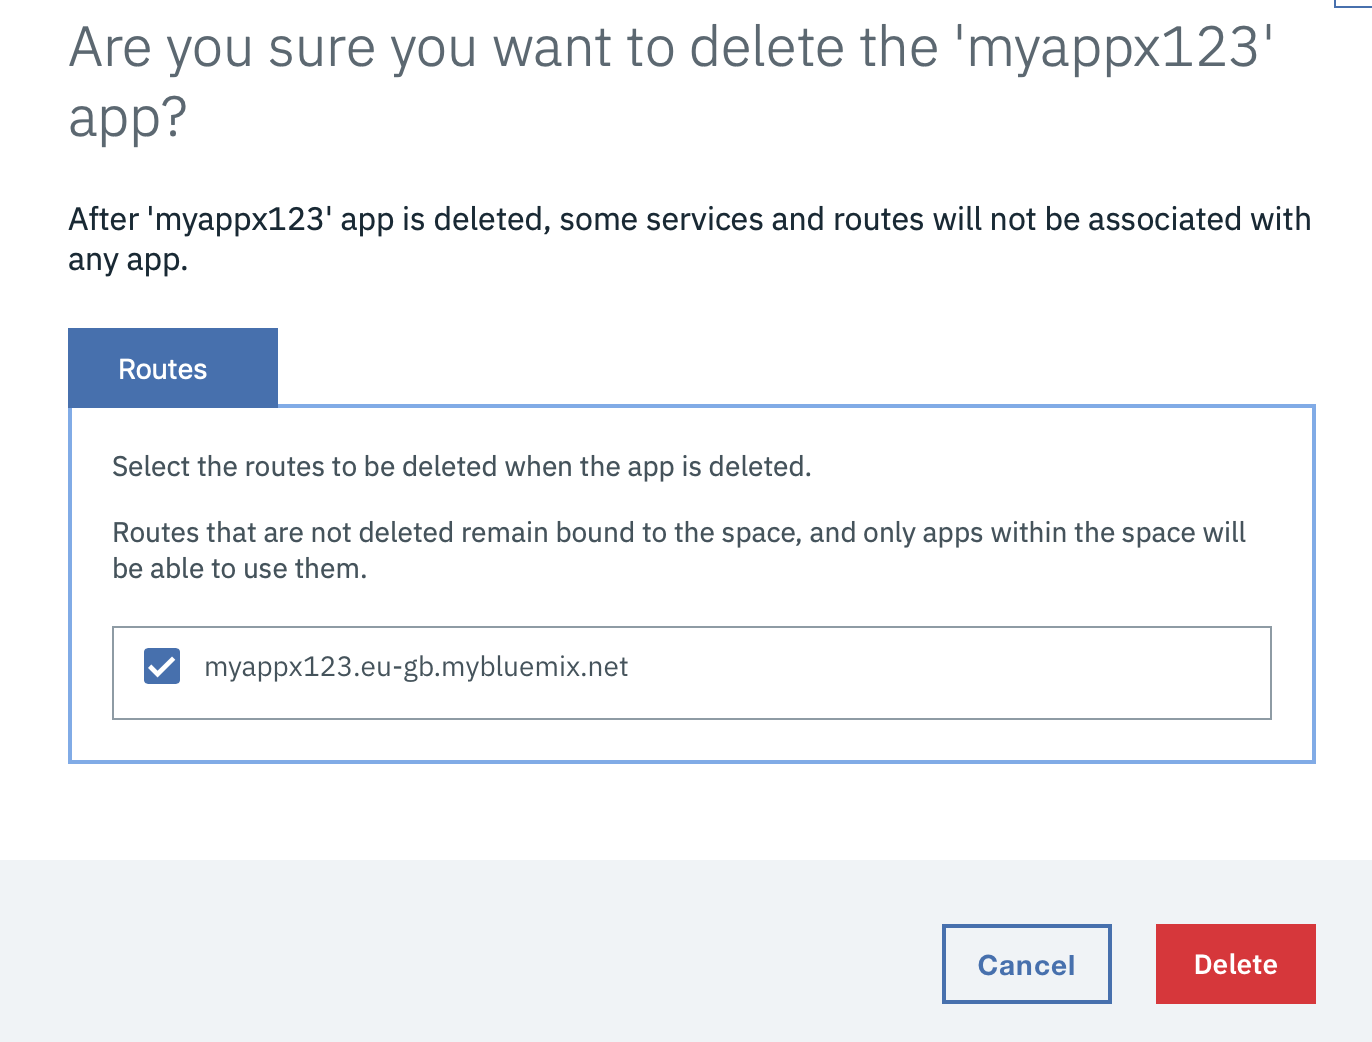 Are you sure you want to delete the 'myappx123'
app?
After 'myappx123' app is deleted, some services and routes will not be associated with
any app.
Routes
Select the routes to be deleted when the app is deleted.
Routes that are not deleted remain bound to the space, and only apps within the space will
be able to use them.
myappx123.eu-gb.mybluemix.net
Cancel
Delete